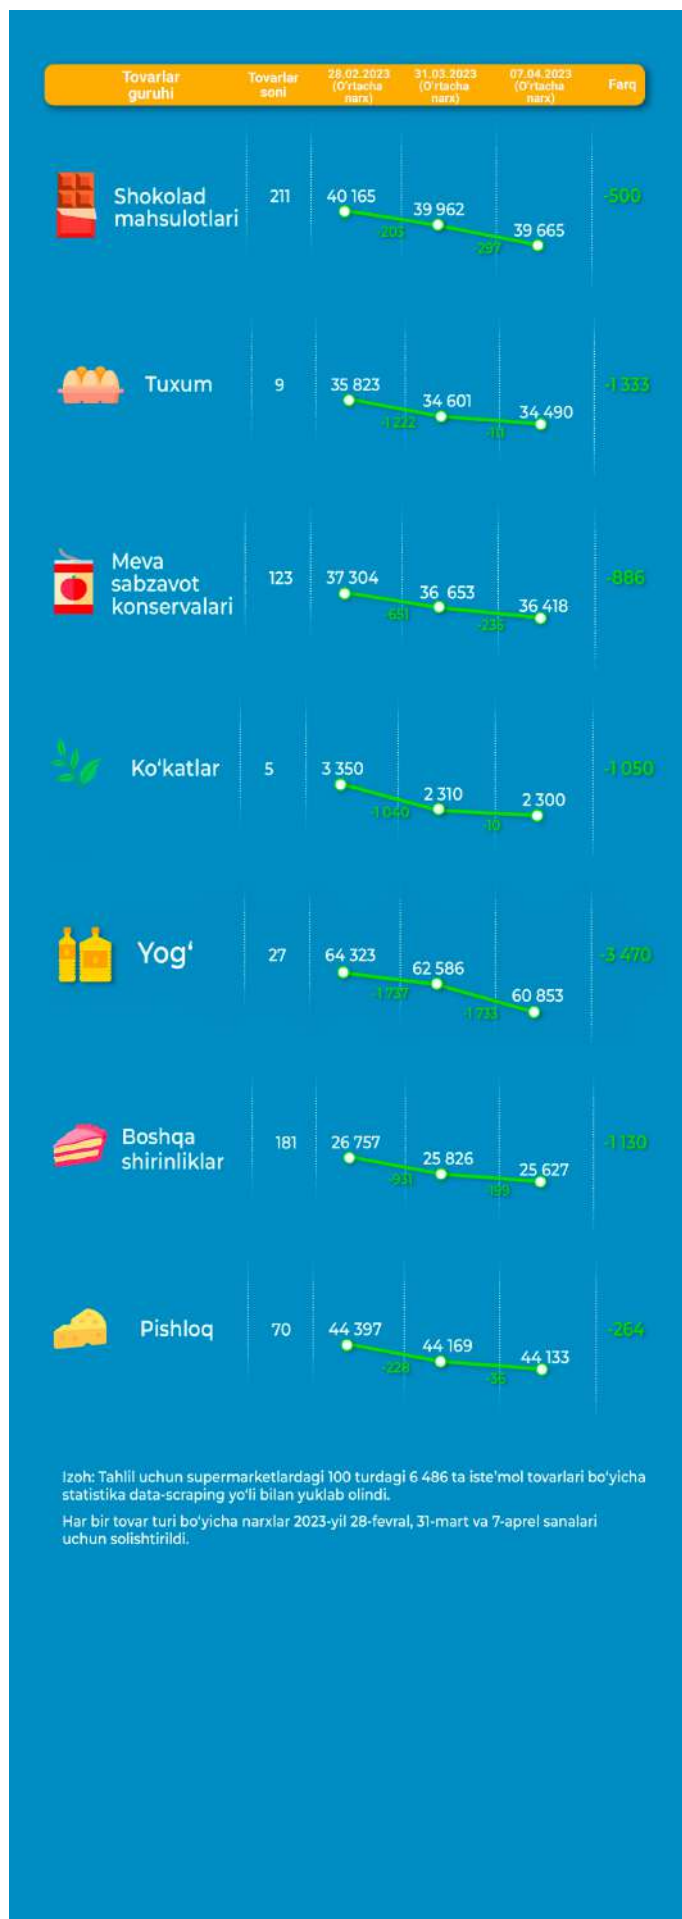 Tovarlar guruhi
Tovarlar soni
28.02.2023 (O'rtacha narx)
31.03.2023 (O'rtacha narx)
07.04.2023 (O'rtacha narx)
Farq
Shokolad mahsulotlari
211
40 165
39 962
39 665
-203
-297
-500
Tuxum
9
35 823
34 601
34 490
-1 222
-111
-1 333
Meva sabzavot konservalari
123
37 304
36 653
36 418
-651
-235
-886
Ko'katlar
5
3 350
2 310
2 300
-1 040
-10
-1 050
Yog'
27
64 323
62 586
60 853
-1 737
-1 733
-3 470
Boshqa shirinliklar
181
26 757
25 826
25 627
-931
-199
-1 130
Pishloq
70
44 397
44 169
44 133
-228
-36
-264
Izoh: Tahlil uchun supermarketlardagi 100 turdagi 6 486 ta iste'mol tovarlari bo'yicha
statistika data-scraping yo'li bilan yuklab olindi.
Har bir tovar turi bo'yicha narxlar 2023-yil 28-fevral, 31-mart va 7-aprel sanalari
uchun solishtirildi.